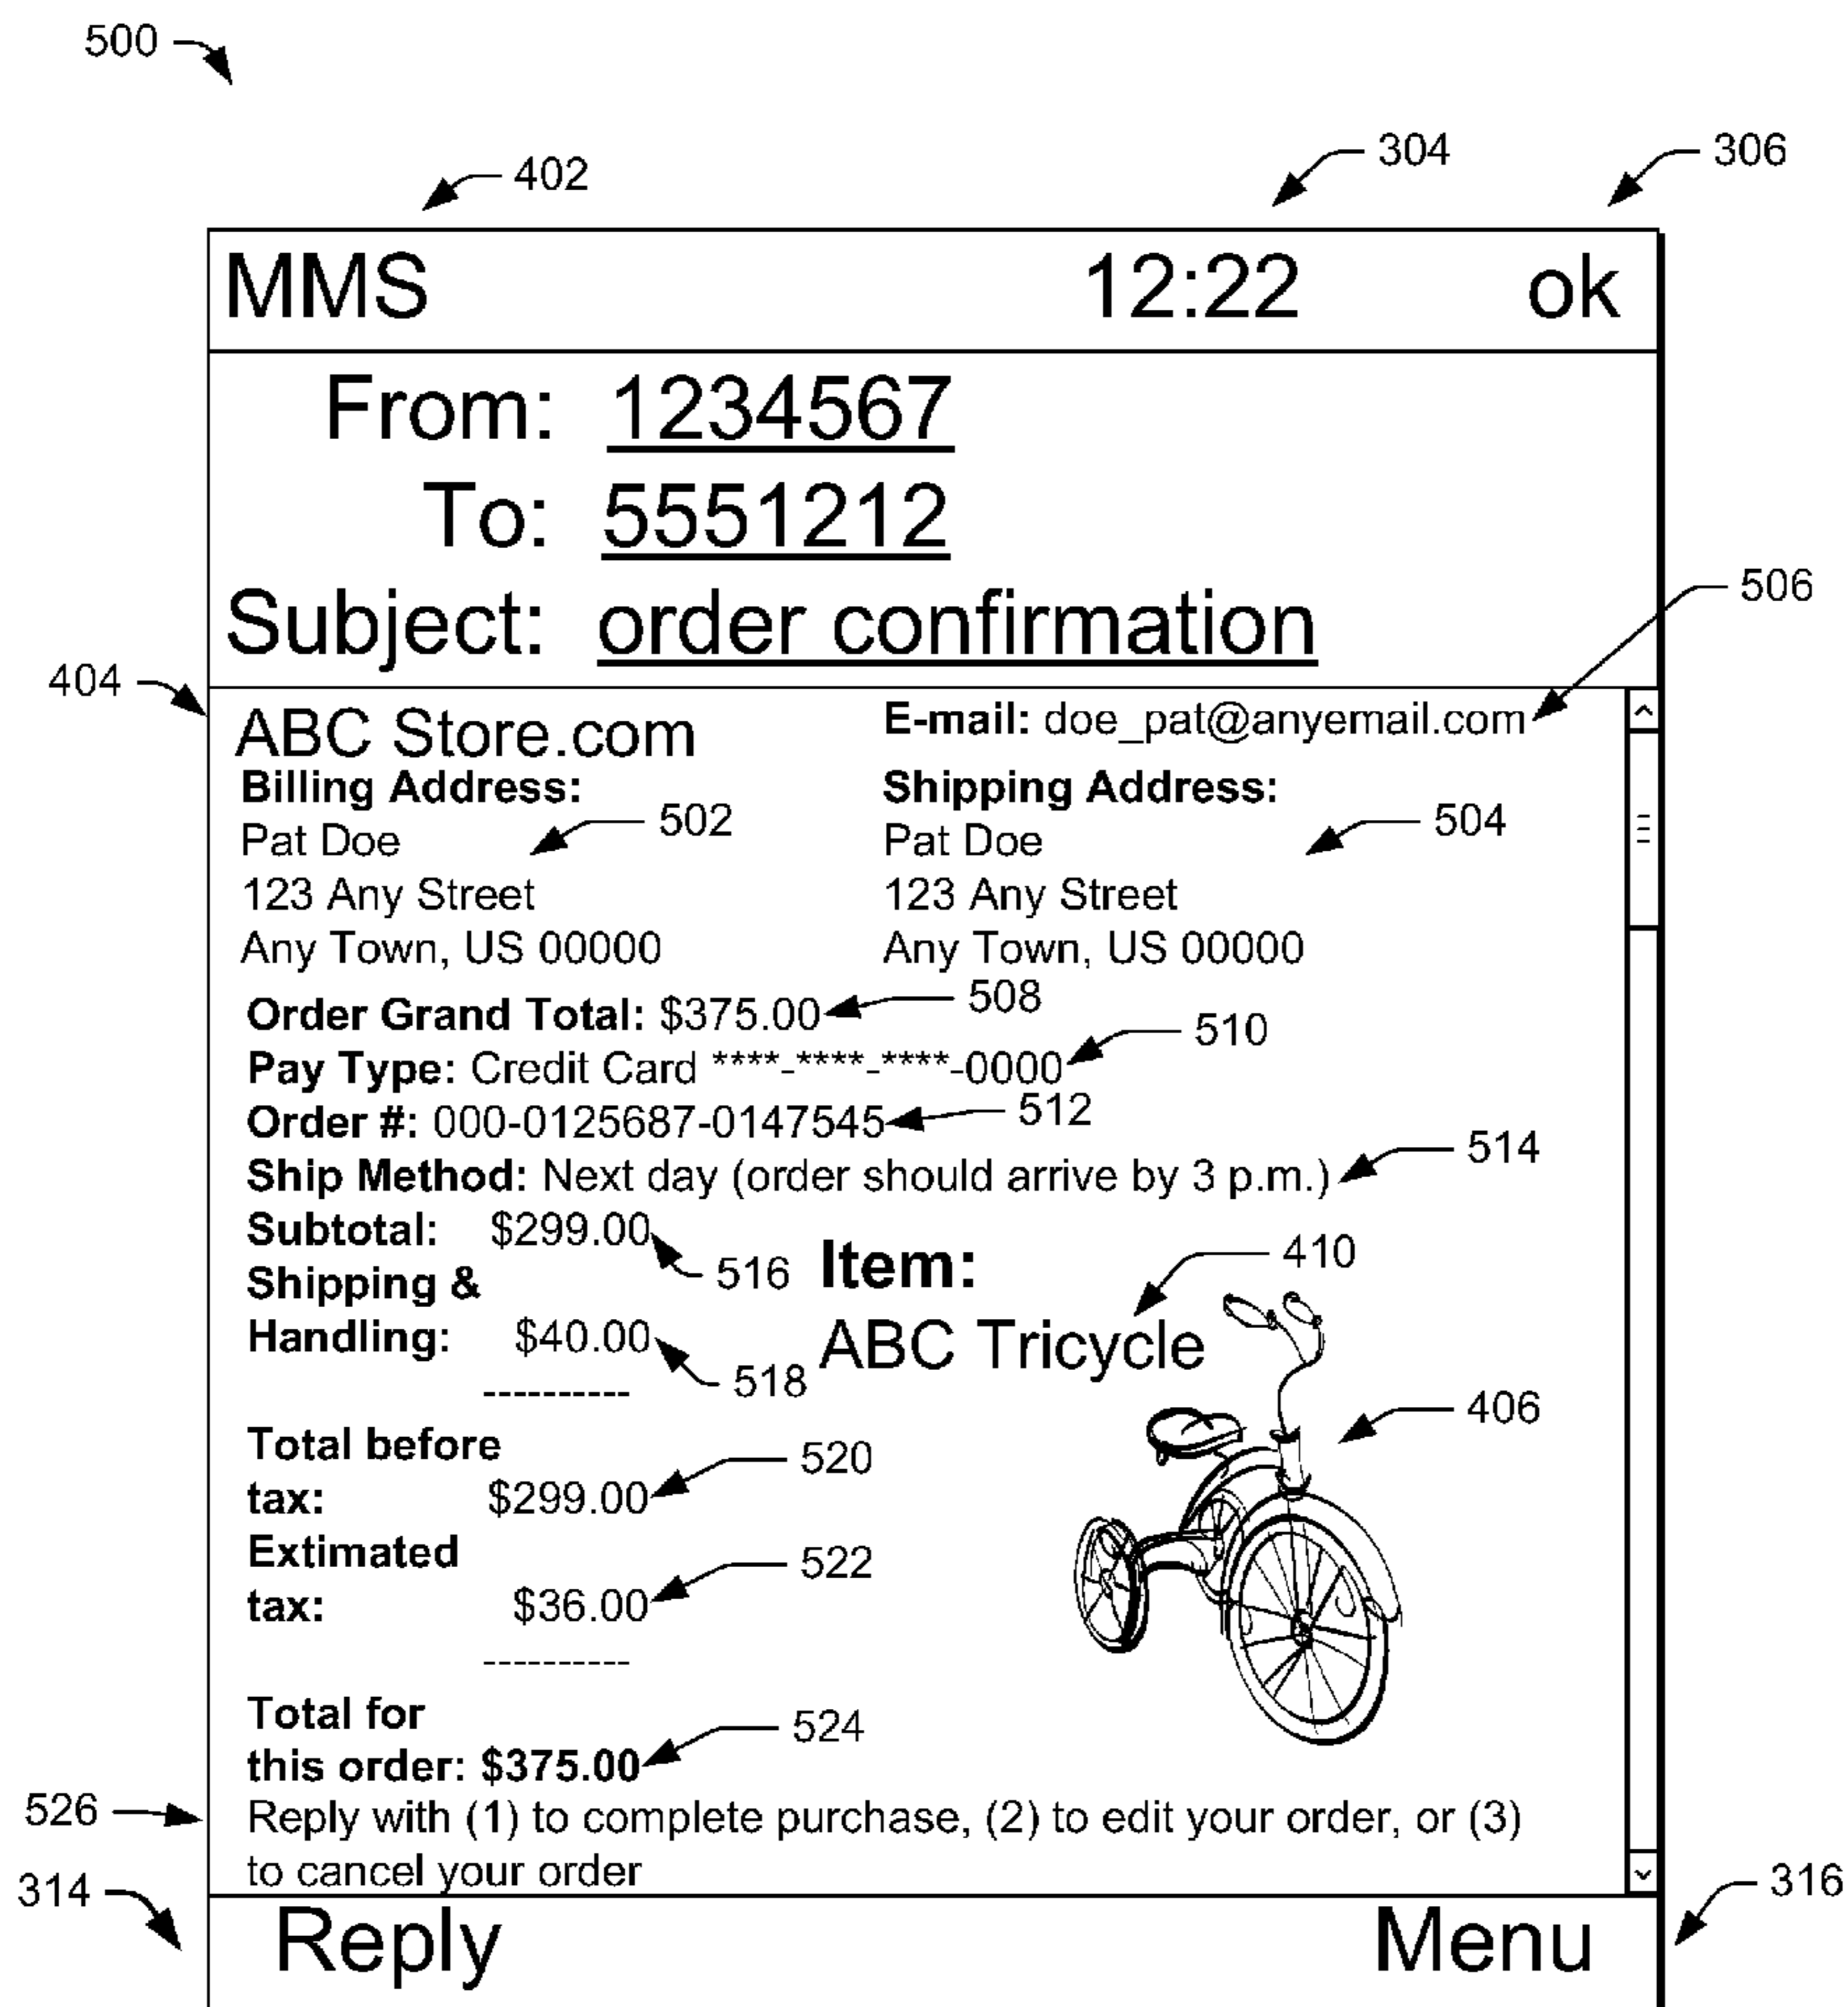 500
402
304
306
MMS 12:22 ok
From: 1234567
To: 5551212
506
Subject: order confirmation
404
ABC Store.com
E-mail: doe_pat@anyemail.com
Billing Address:
Pat Doe
502
123 Any Street
Any Town, US 00000
Shipping Address:
Pat Doe
504
123 Any Street
Any Town, US 00000
Order Grand Total: $375.00 508
Pay Type: Credit Card ****-****-****-0000 510
Order #: 000-0125687-0147545 512
Ship Method: Next day (order should arrive by 3 p.m.) 514
Subtotal: $299.00 516
Shipping &
Handling: $40.00 518
----------
Total before
tax: $299.00 520
Extimated
tax: $36.00 522
----------
Total for
this order: $375.00 524
Item:
410
ABC Tricycle
406
526
Reply with (1) to complete purchase, (2) to edit your order, or (3)
to cancel your order
314
316
Reply Menu